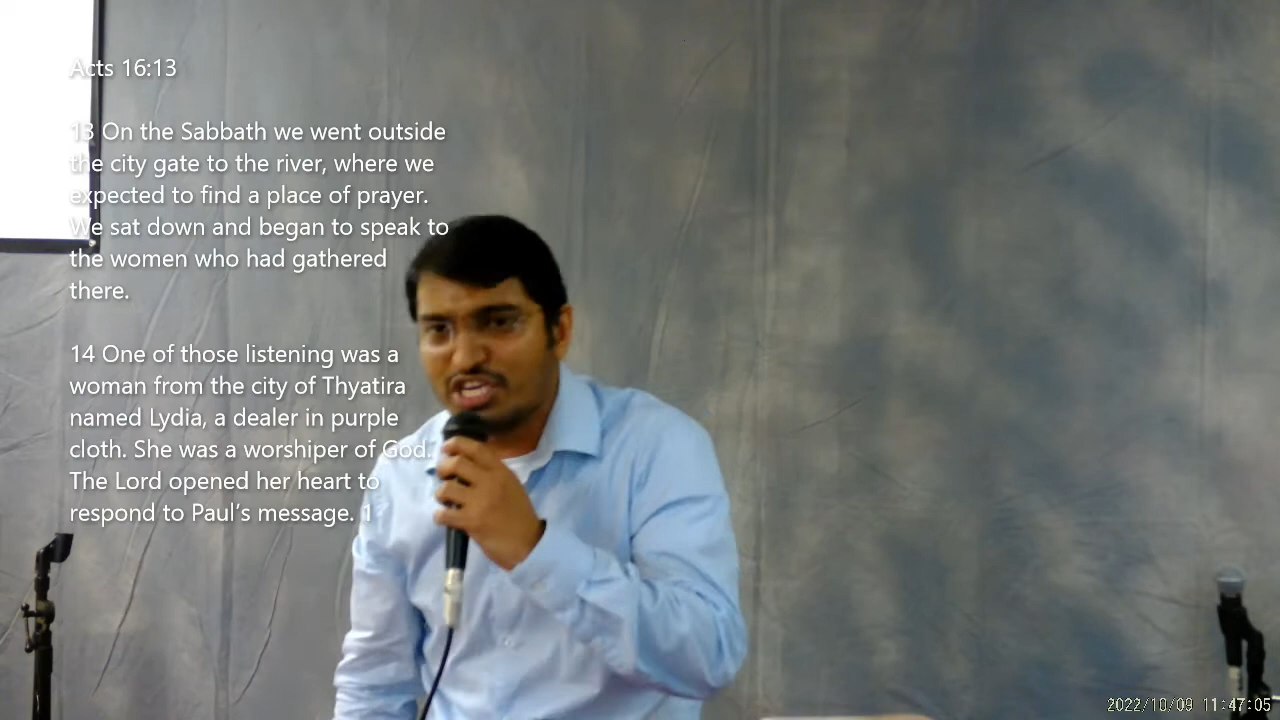 Acts 16:13
13 On the Sabbath we went outside
the city gate to the river, where we
expected to find a place of prayer.
We sat down and began to speak to
the women who had gathered
there.
14 One of those listening was a
woman from the city of Thyatira
named Lydia, a dealer in purple
cloth. She was a worshiper of God.
The Lord opened her heart to
respond to Paul’s message. 1
2022/10/09 11:47:05